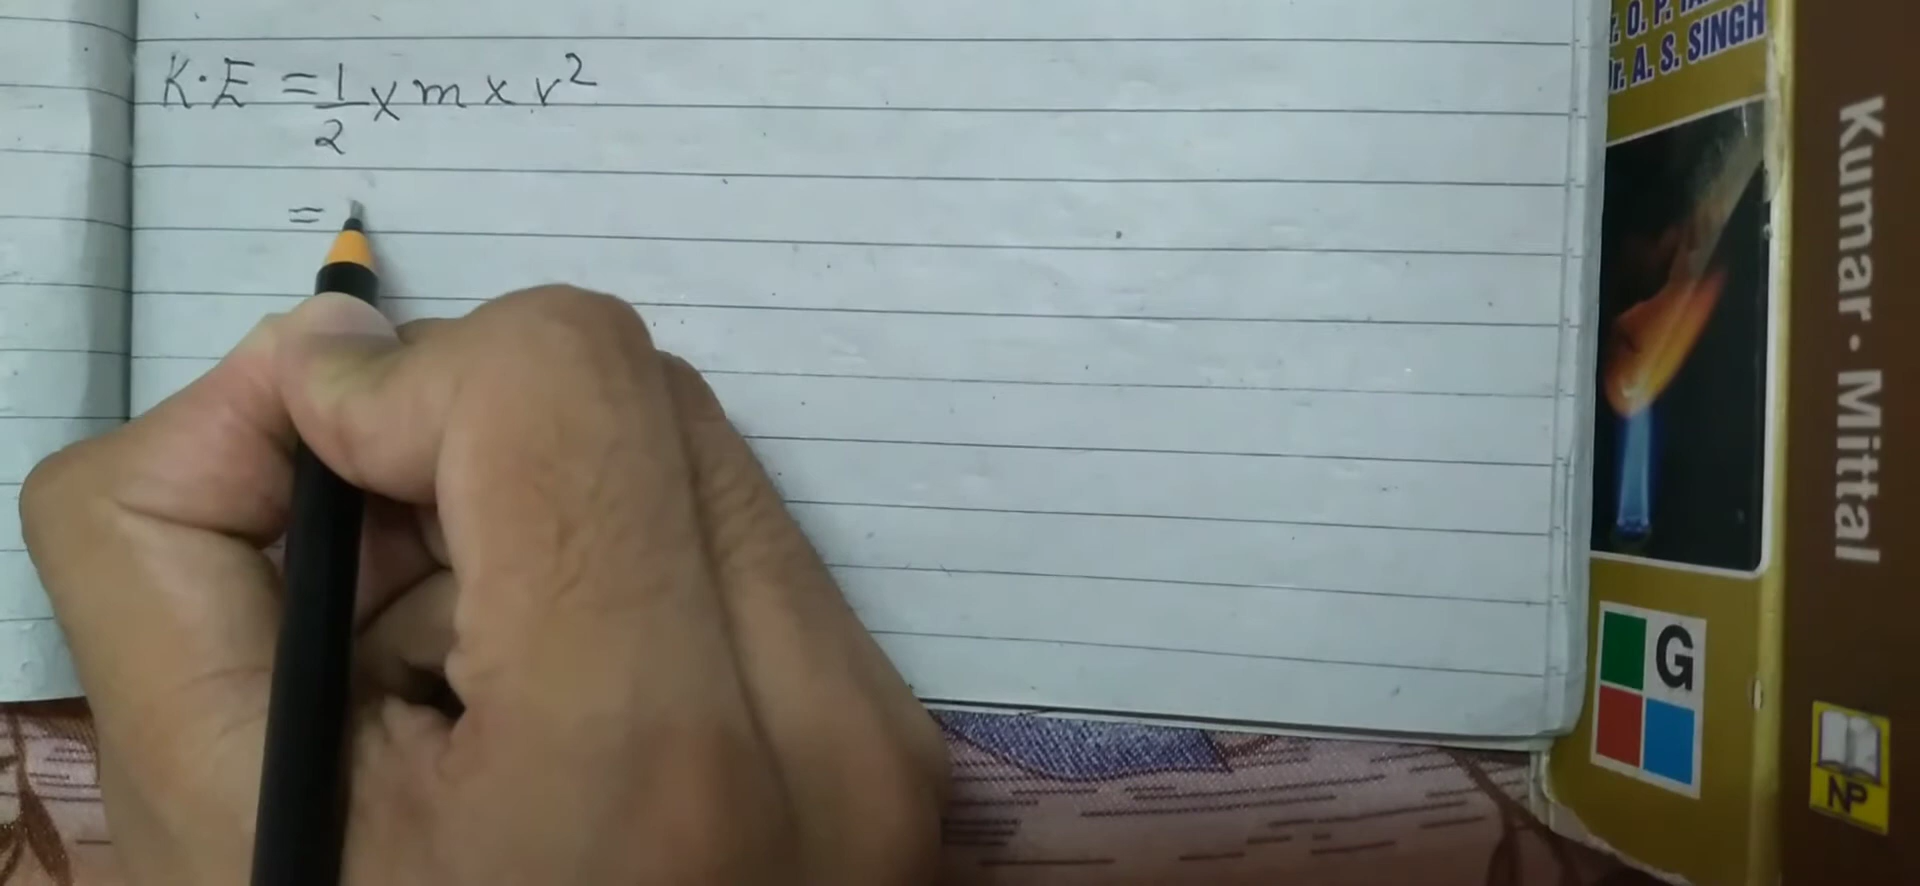 K.E = 1/2 x m x v²
=
A. S. SINGH
Kumar • Mittal
G
NP